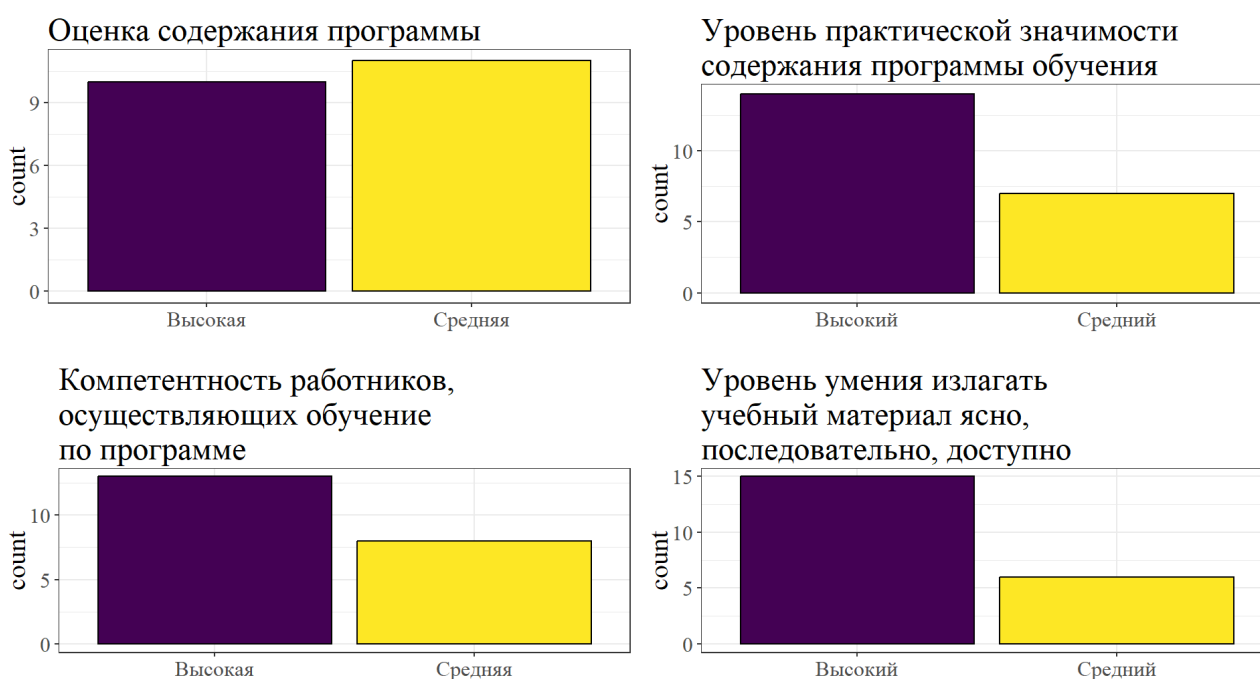 Оценка содержания программы
count
9
6
3
0
Высокая
Средняя
Уровень практической значимости
содержания программы обучения
count
10
5
0
Высокий
Средний
Компетентность работников,
осуществляющих обучение
по программе
count
10
5
0
Высокая
Средняя
Уровень умения излагать
учебный материал ясно,
последовательно, доступно
count
15
10
5
0
Высокий
Средний